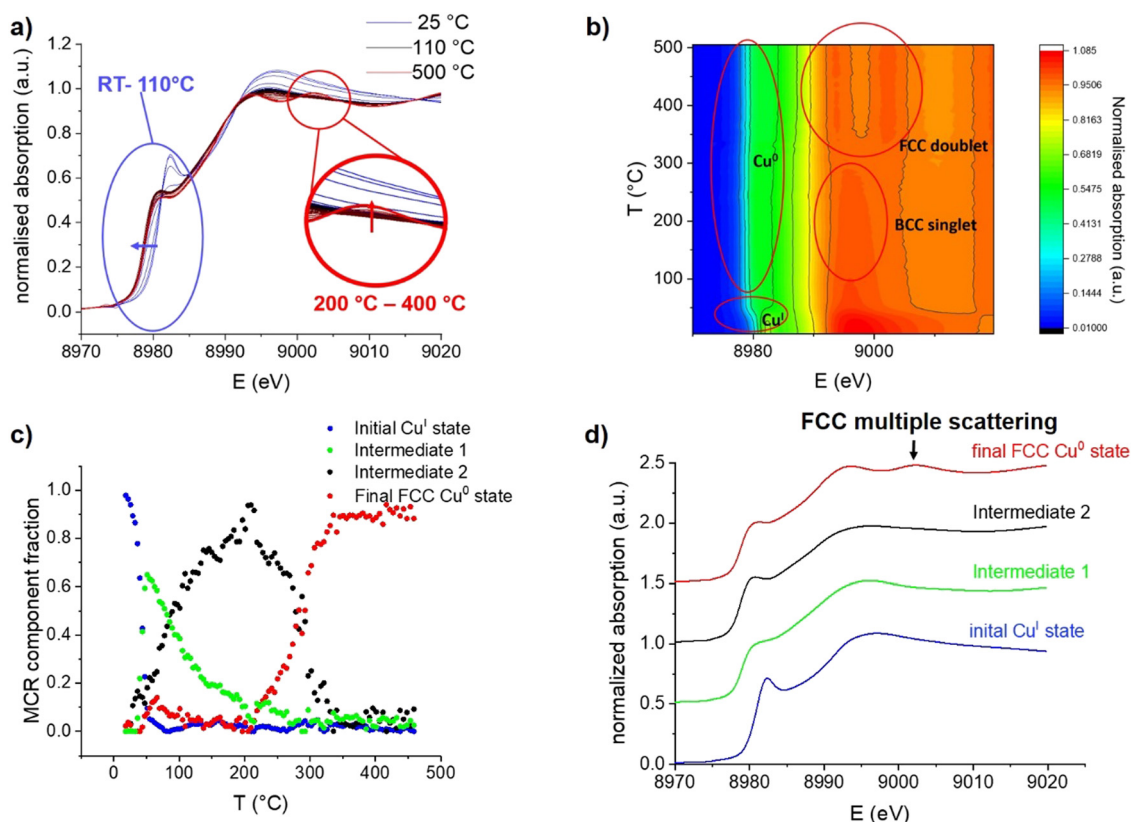 a)
25 °C
110 °C
500 °C
RT- 110°C
200 °C – 400 °C
1.2
1.0
0.8
0.6
0.4
0.2
0.0
normalised absorption (a.u.)
8970 8980 8990 9000 9010 9020
E (eV)
b)
500
400
300
200
100
T (°C)
Cu⁰
FCC doublet
BCC singlet
Cuᴵ
8980 9000
E (eV)
1.085
0.9506
0.8163
0.6819
0.5475
0.4131
0.2788
0.1444
0.01000
Normalised absorption (a.u.)
c)
Initial Cuᴵ state
Intermediate 1
Intermediate 2
Final FCC Cu⁰ state
1.0
0.8
0.6
0.4
0.2
0.0
MCR component fraction
0 100 200 300 400 500
T (°C)
d)
FCC multiple scattering
final FCC Cu⁰ state
Intermediate 2
Intermediate 1
inital Cuᴵ state
2.5
2.0
1.5
1.0
0.5
0.0
normalized absorption (a.u.)
8970 8980 8990 9000 9010 9020
E (eV)